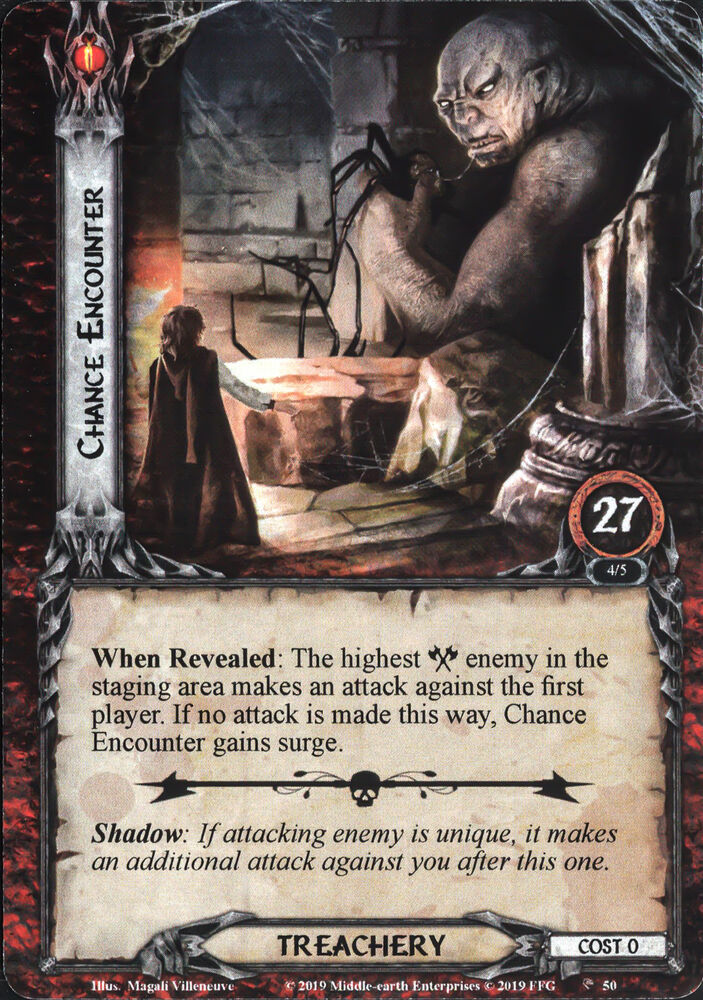 CHANCE ENCOUNTER
27
4/5
When Revealed: The highest enemy in the
staging area makes an attack against the first
player. If no attack is made this way, Chance
Encounter gains surge.
Shadow: If attacking enemy is unique, it makes
an additional attack against you after this one.
TREACHERY
COST 0
Illus. Magali Villeneuve © 2019 Middle-earth Enterprises © 2019 FFG 50